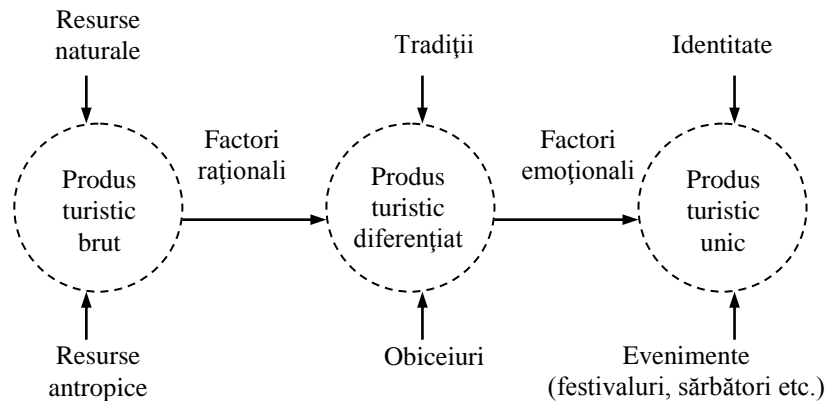 Resurse
naturale
Tradiţii
Identitate
Factori
raţionali
Factori
emoţionali
Produs
turistic
brut
Produs
turistic
diferenţiat
Produs
turistic
unic
Resurse
antropice
Obiceiuri
Evenimente
(festivaluri, sărbători etc.)